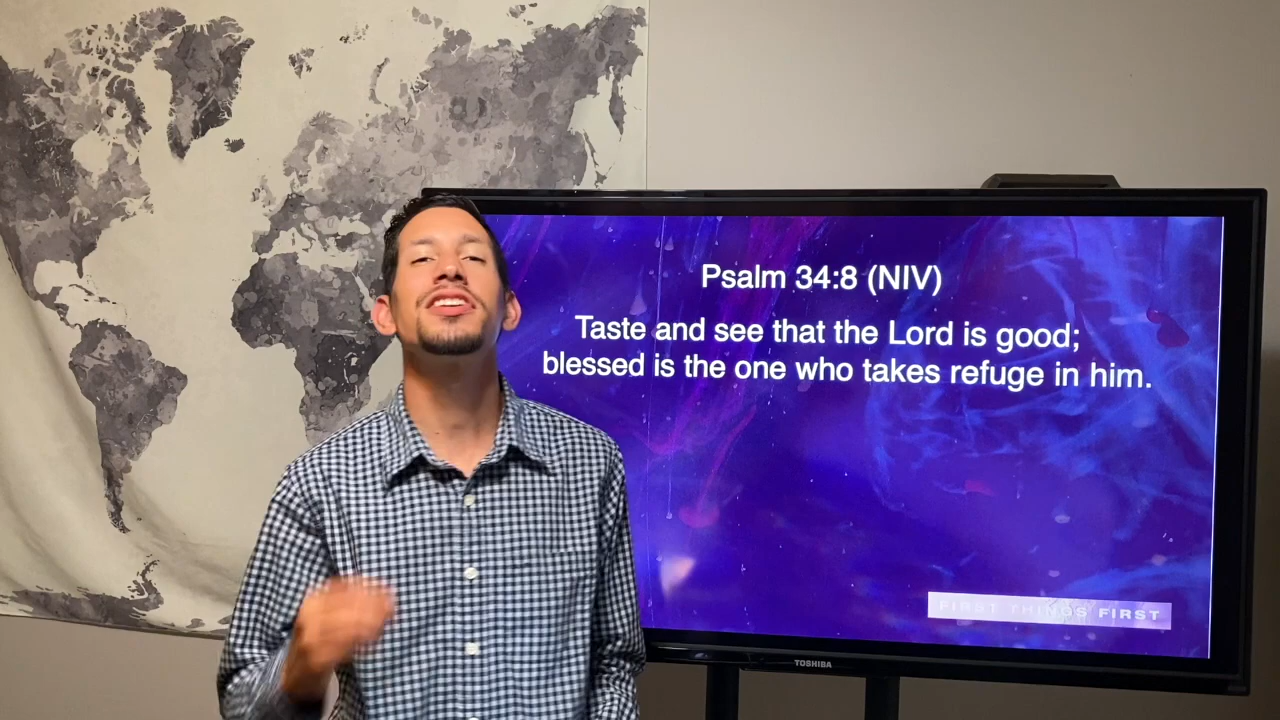 Psalm 34:8 (NIV)
Taste and see that the Lord is good;
blessed is the one who takes refuge in him.
FIRST THINGS FIRST
TOSHIBA